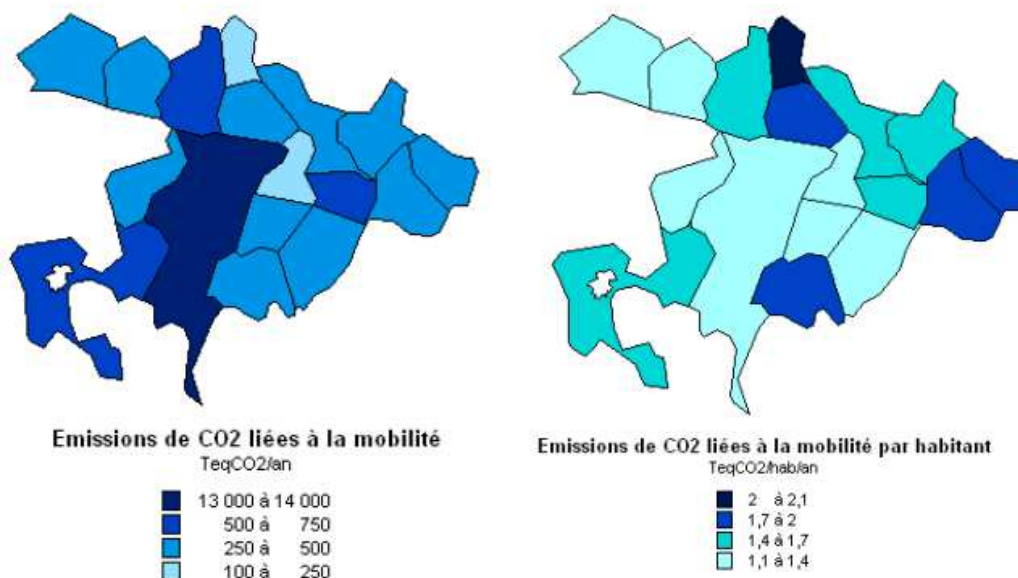 Emissions de CO2 liées à la mobilité
TeqCO2/an
13 000 à 14 000
500 à 750
250 à 500
100 à 250
Emissions de CO2 liées à la mobilité par habitant
TeqCO2/hab/an
2 à 2,1
1,7 à 2
1,4 à 1,7
1,1 à 1,4